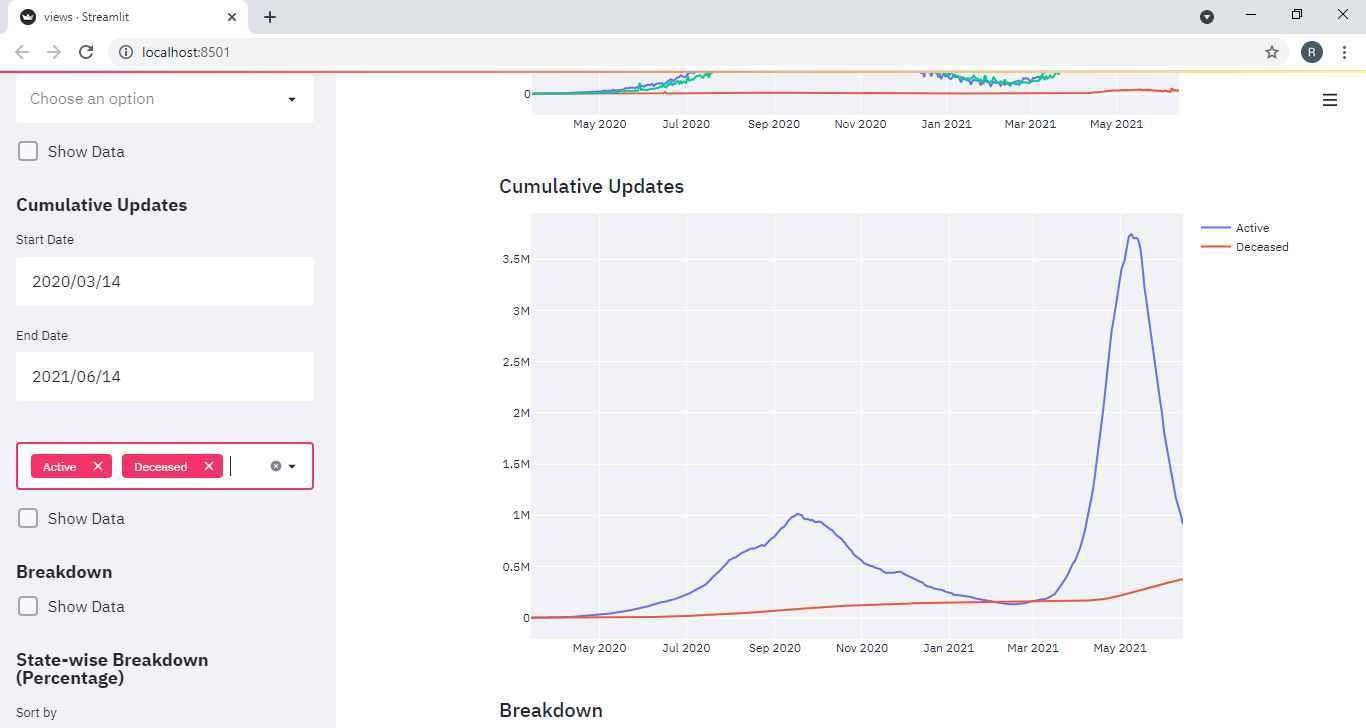 views · Streamlit
localhost:8501
R
Choose an option
Show Data
Cumulative Updates
Start Date
2020/03/14
End Date
2021/06/14
Active
Deceased
Show Data
Breakdown
Show Data
State-wise Breakdown
(Percentage)
Sort by
0
May 2020 Jul 2020 Sep 2020 Nov 2020 Jan 2021 Mar 2021 May 2021
Cumulative Updates
Active
Deceased
3.5M
3M
2.5M
2M
1.5M
1M
0.5M
0
May 2020 Jul 2020 Sep 2020 Nov 2020 Jan 2021 Mar 2021 May 2021
Breakdown